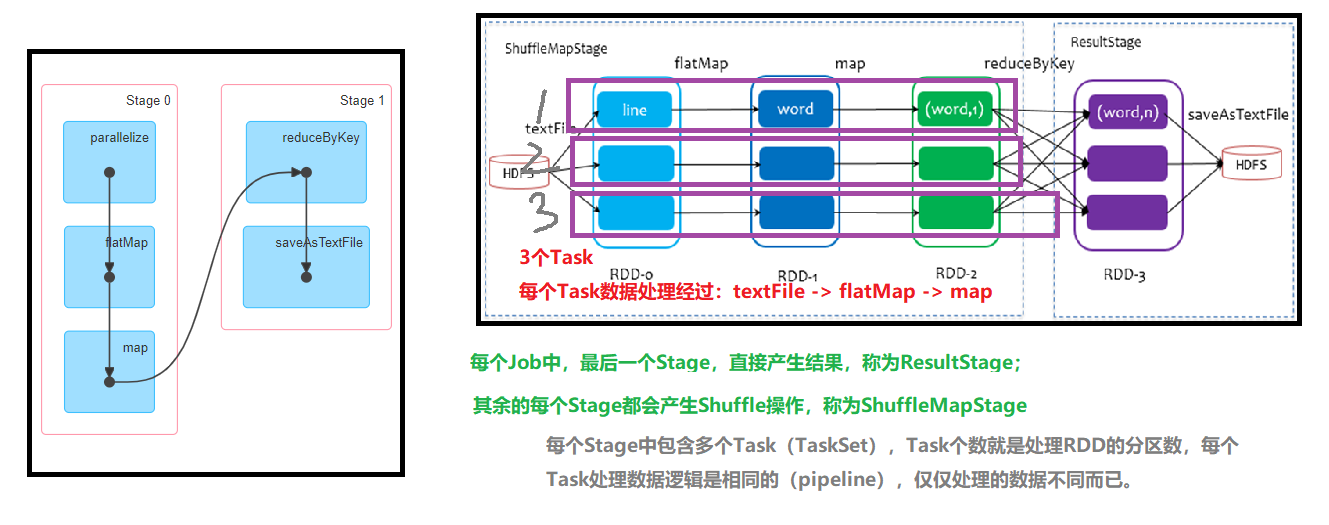 Stage 0
parallelize
flatMap
map
Stage 1
reduceByKey
saveAsTextFile
ShuffleMapStage
ResultStage
flatMap
map
reduceByKey
1
line
word
(word,1)
(word,n)
textFile
saveAsTextFile
2
HDFS
HDFS
3
RDD-0
RDD-1
RDD-2
RDD-3
3个Task
每个Task数据处理经过：textFile -> flatMap -> map
每个Job中，最后一个Stage，直接产生结果，称为ResultStage；
其余的每个Stage都会产生Shuffle操作，称为ShuffleMapStage
每个Stage中包含多个Task（TaskSet），Task个数就是处理RDD的分区数，每个
Task处理数据逻辑是相同的（pipeline），仅仅处理的数据不同而已。